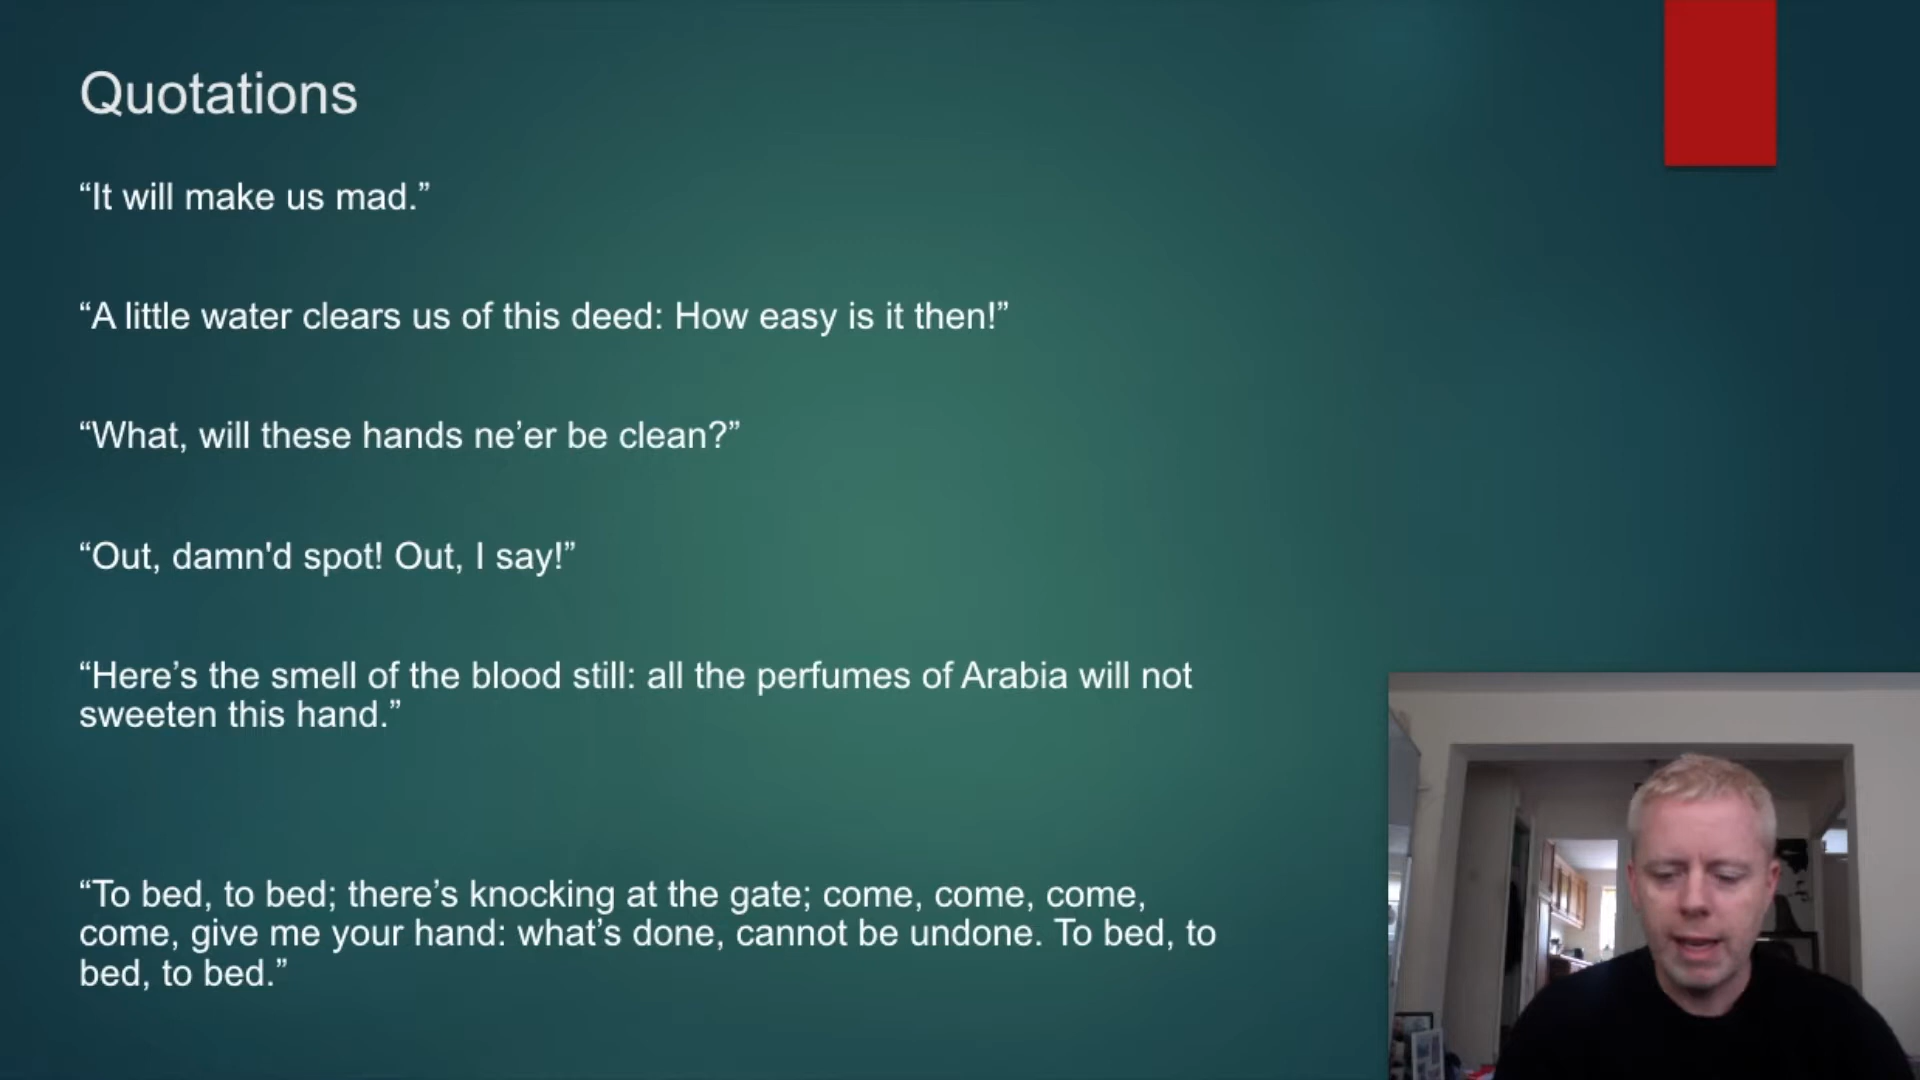 Quotations
“It will make us mad.”
“A little water clears us of this deed: How easy is it then!”
“What, will these hands ne’er be clean?”
“Out, damn'd spot! Out, I say!”
“Here’s the smell of the blood still: all the perfumes of Arabia will not
sweeten this hand.”
“To bed, to bed; there’s knocking at the gate; come, come, come,
come, give me your hand: what’s done, cannot be undone. To bed, to
bed, to bed.”